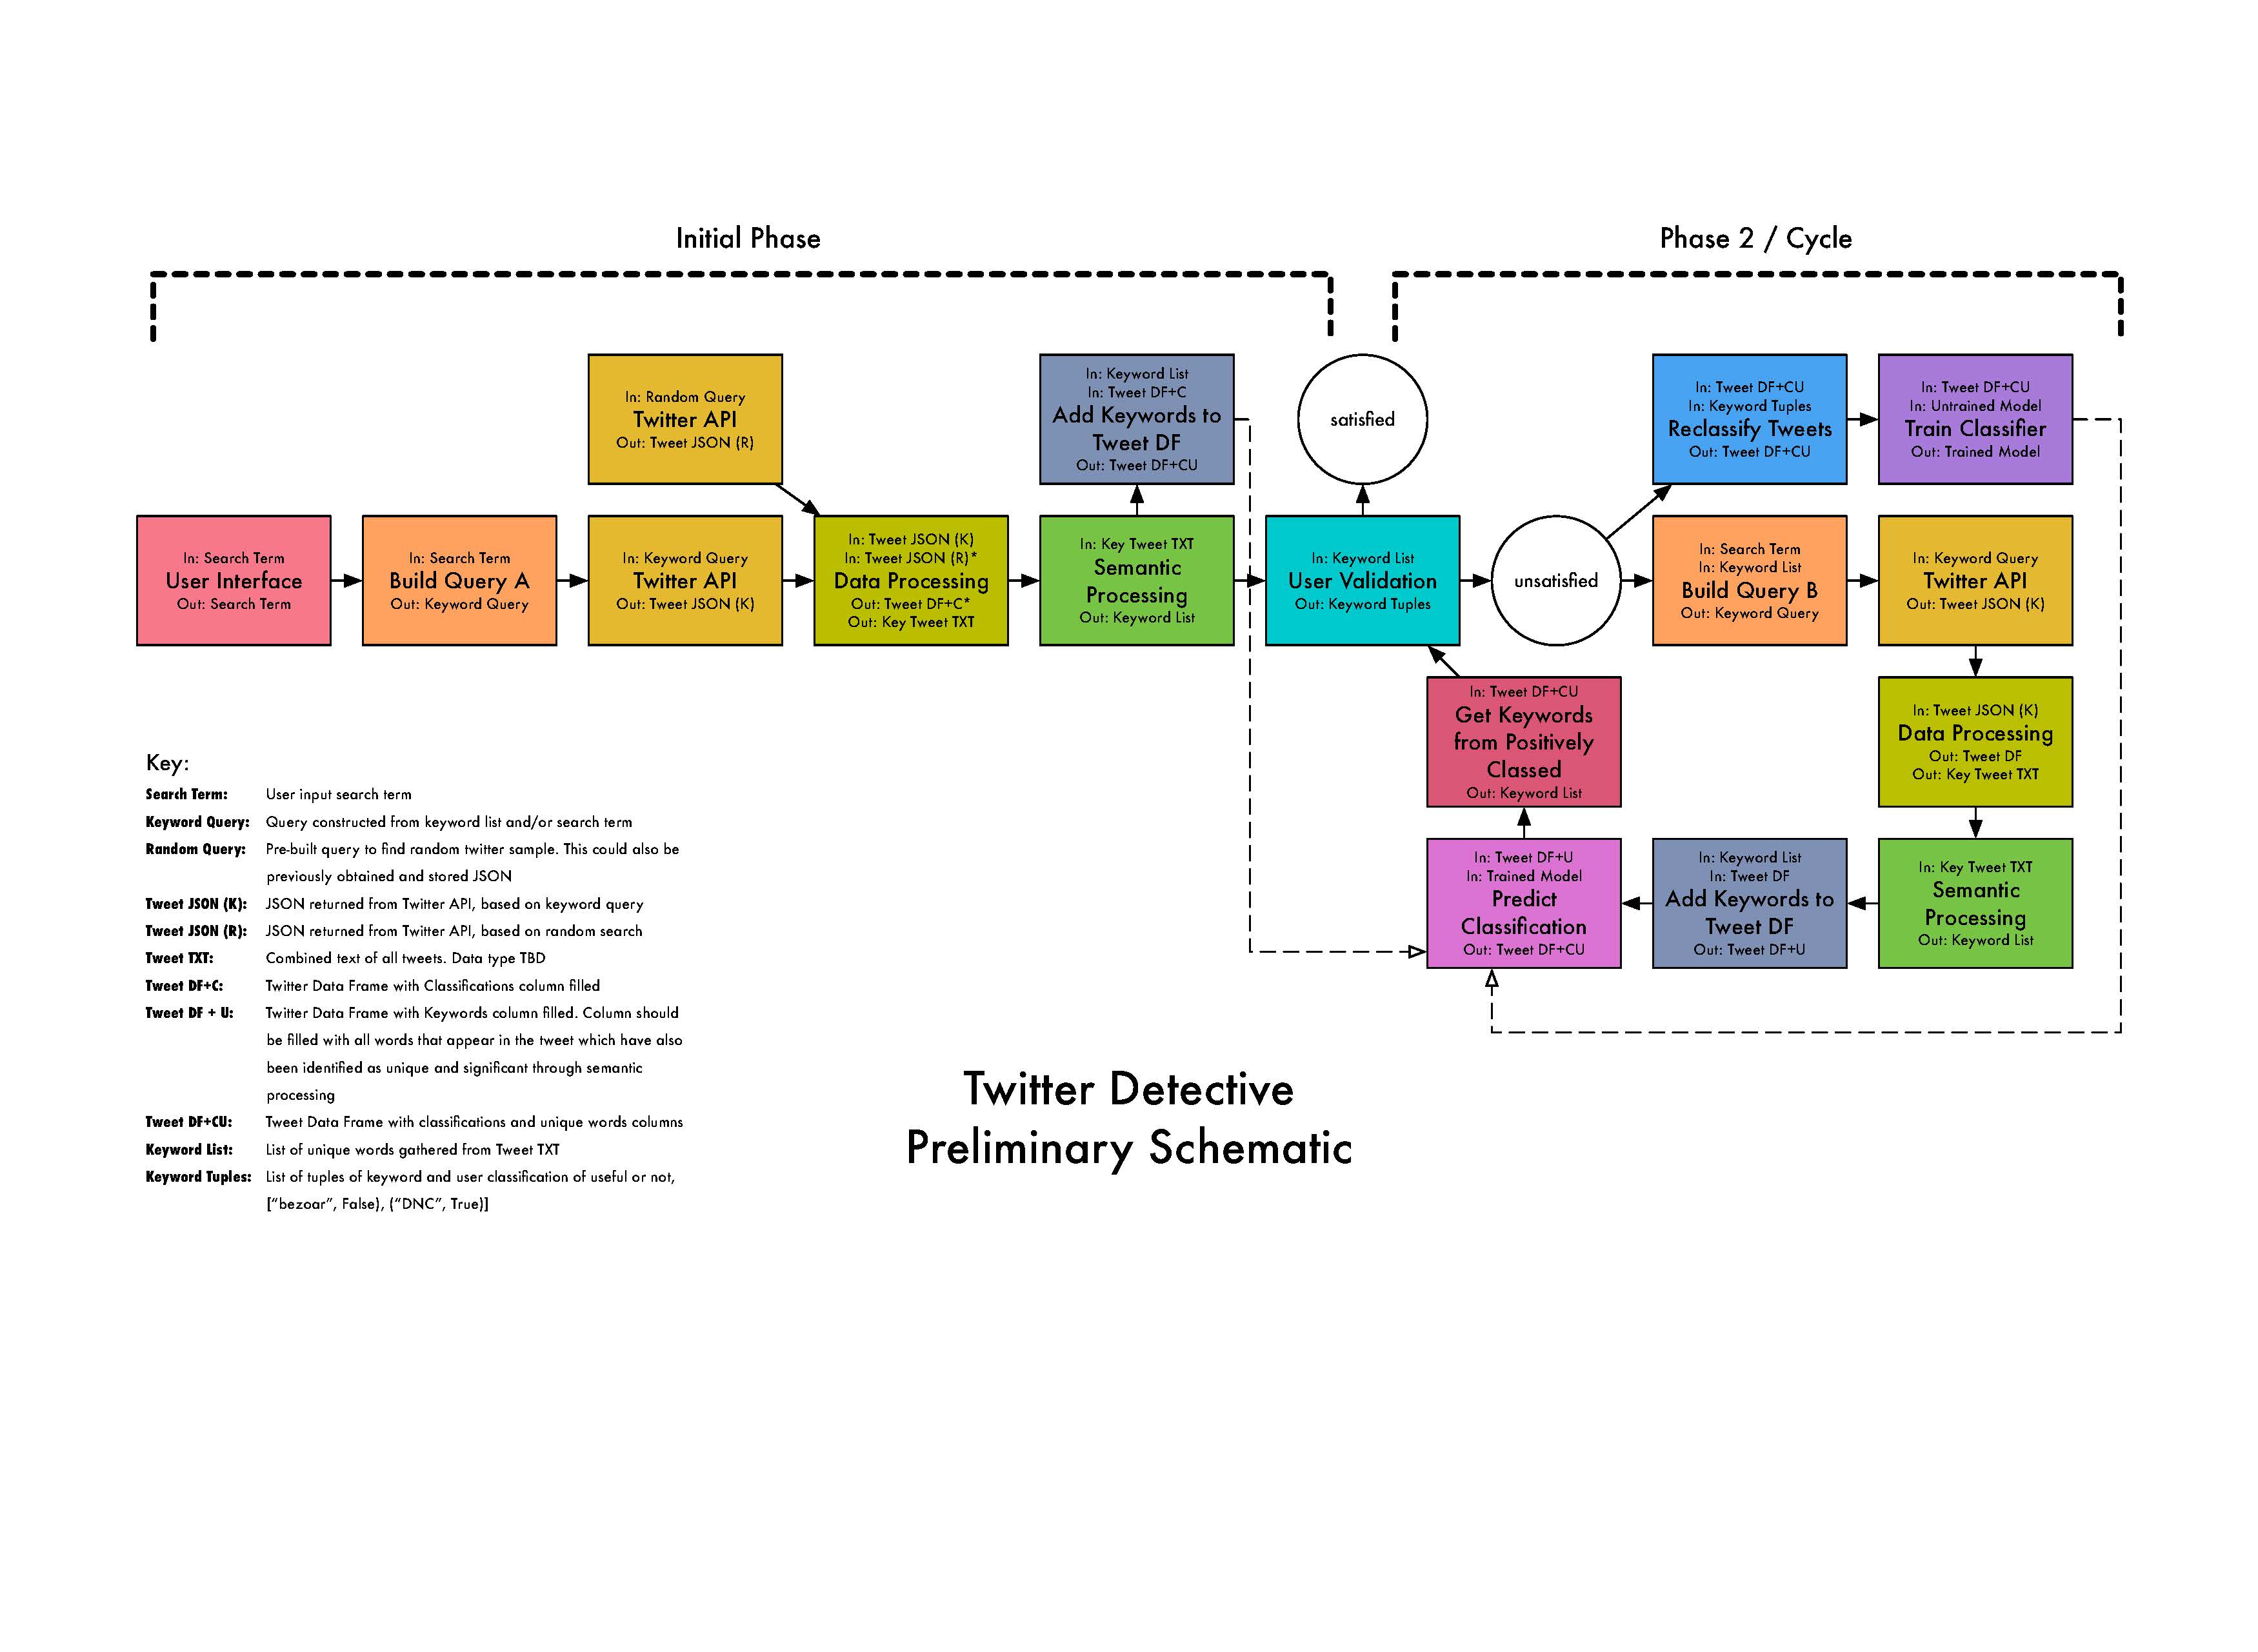 Initial Phase
Phase 2 / Cycle
In: Random Query
Twitter API
Out: Tweet JSON (R)
In: Keyword List
In: Tweet DF+C
Add Keywords to
Tweet DF
Out: Tweet DF+CU
satisfied
In: Tweet DF+CU
In: Keyword Tuples
Reclassify Tweets
Out: Tweet DF+CU
In: Tweet DF+CU
In: Untrained Model
Train Classifier
Out: Trained Model
In: Search Term
User Interface
Out: Search Term
In: Search Term
Build Query A
Out: Keyword Query
In: Keyword Query
Twitter API
Out: Tweet JSON (K)
In: Tweet JSON (K)
In: Tweet JSON (R)*
Data Processing
Out: Tweet DF+C*
Out: Key Tweet TXT
In: Key Tweet TXT
Semantic
Processing
Out: Keyword List
In: Keyword List
User Validation
Out: Keyword Tuples
unsatisfied
In: Search Term
In: Keyword List
Build Query B
Out: Keyword Query
In: Keyword Query
Twitter API
Out: Tweet JSON (K)
In: Tweet DF+CU
Get Keywords
from Positively
Classed
Out: Keyword List
In: Tweet JSON (K)
Data Processing
Out: Tweet DF
Out: Key Tweet TXT
In: Tweet DF+U
In: Trained Model
Predict
Classification
Out: Tweet DF+CU
In: Keyword List
In: Tweet DF
Add Keywords to
Tweet DF
Out: Tweet DF+U
In: Key Tweet TXT
Semantic
Processing
Out: Keyword List
Key:
Search Term: User input search term
Keyword Query: Query constructed from keyword list and/or search term
Random Query: Pre-built query to find random twitter sample. This could also be
previously obtained and stored JSON
Tweet JSON (K): JSON returned from Twitter API, based on keyword query
Tweet JSON (R): JSON returned from Twitter API, based on random search
Tweet TXT: Combined text of all tweets. Data type TBD
Tweet DF+C: Twitter Data Frame with Classifications column filled
Tweet DF + U: Twitter Data Frame with Keywords column filled. Column should
be filled with all words that appear in the tweet which have also
been identified as unique and significant through semantic
processing
Tweet DF+CU: Tweet Data Frame with classifications and unique words columns
Keyword List: List of unique words gathered from Tweet TXT
Keyword Tuples: List of tuples of keyword and user classification of useful or not,
[“bezoar”, False), (“DNC”, True)]
Twitter Detective
Preliminary Schematic